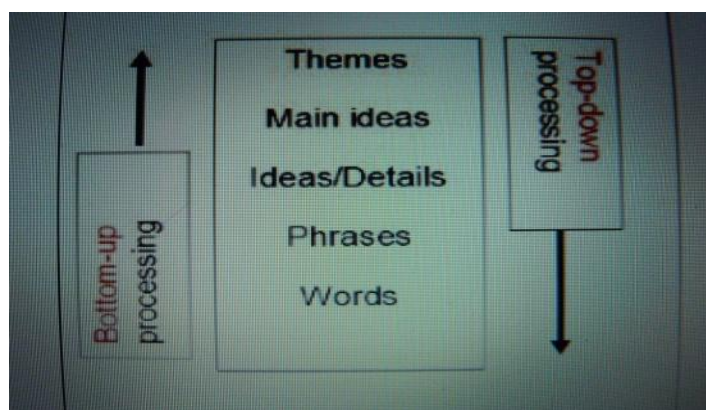 Themes
Main ideas
Ideas/Details
Phrases
Words
Bottom-up
processing
Top-down
processing